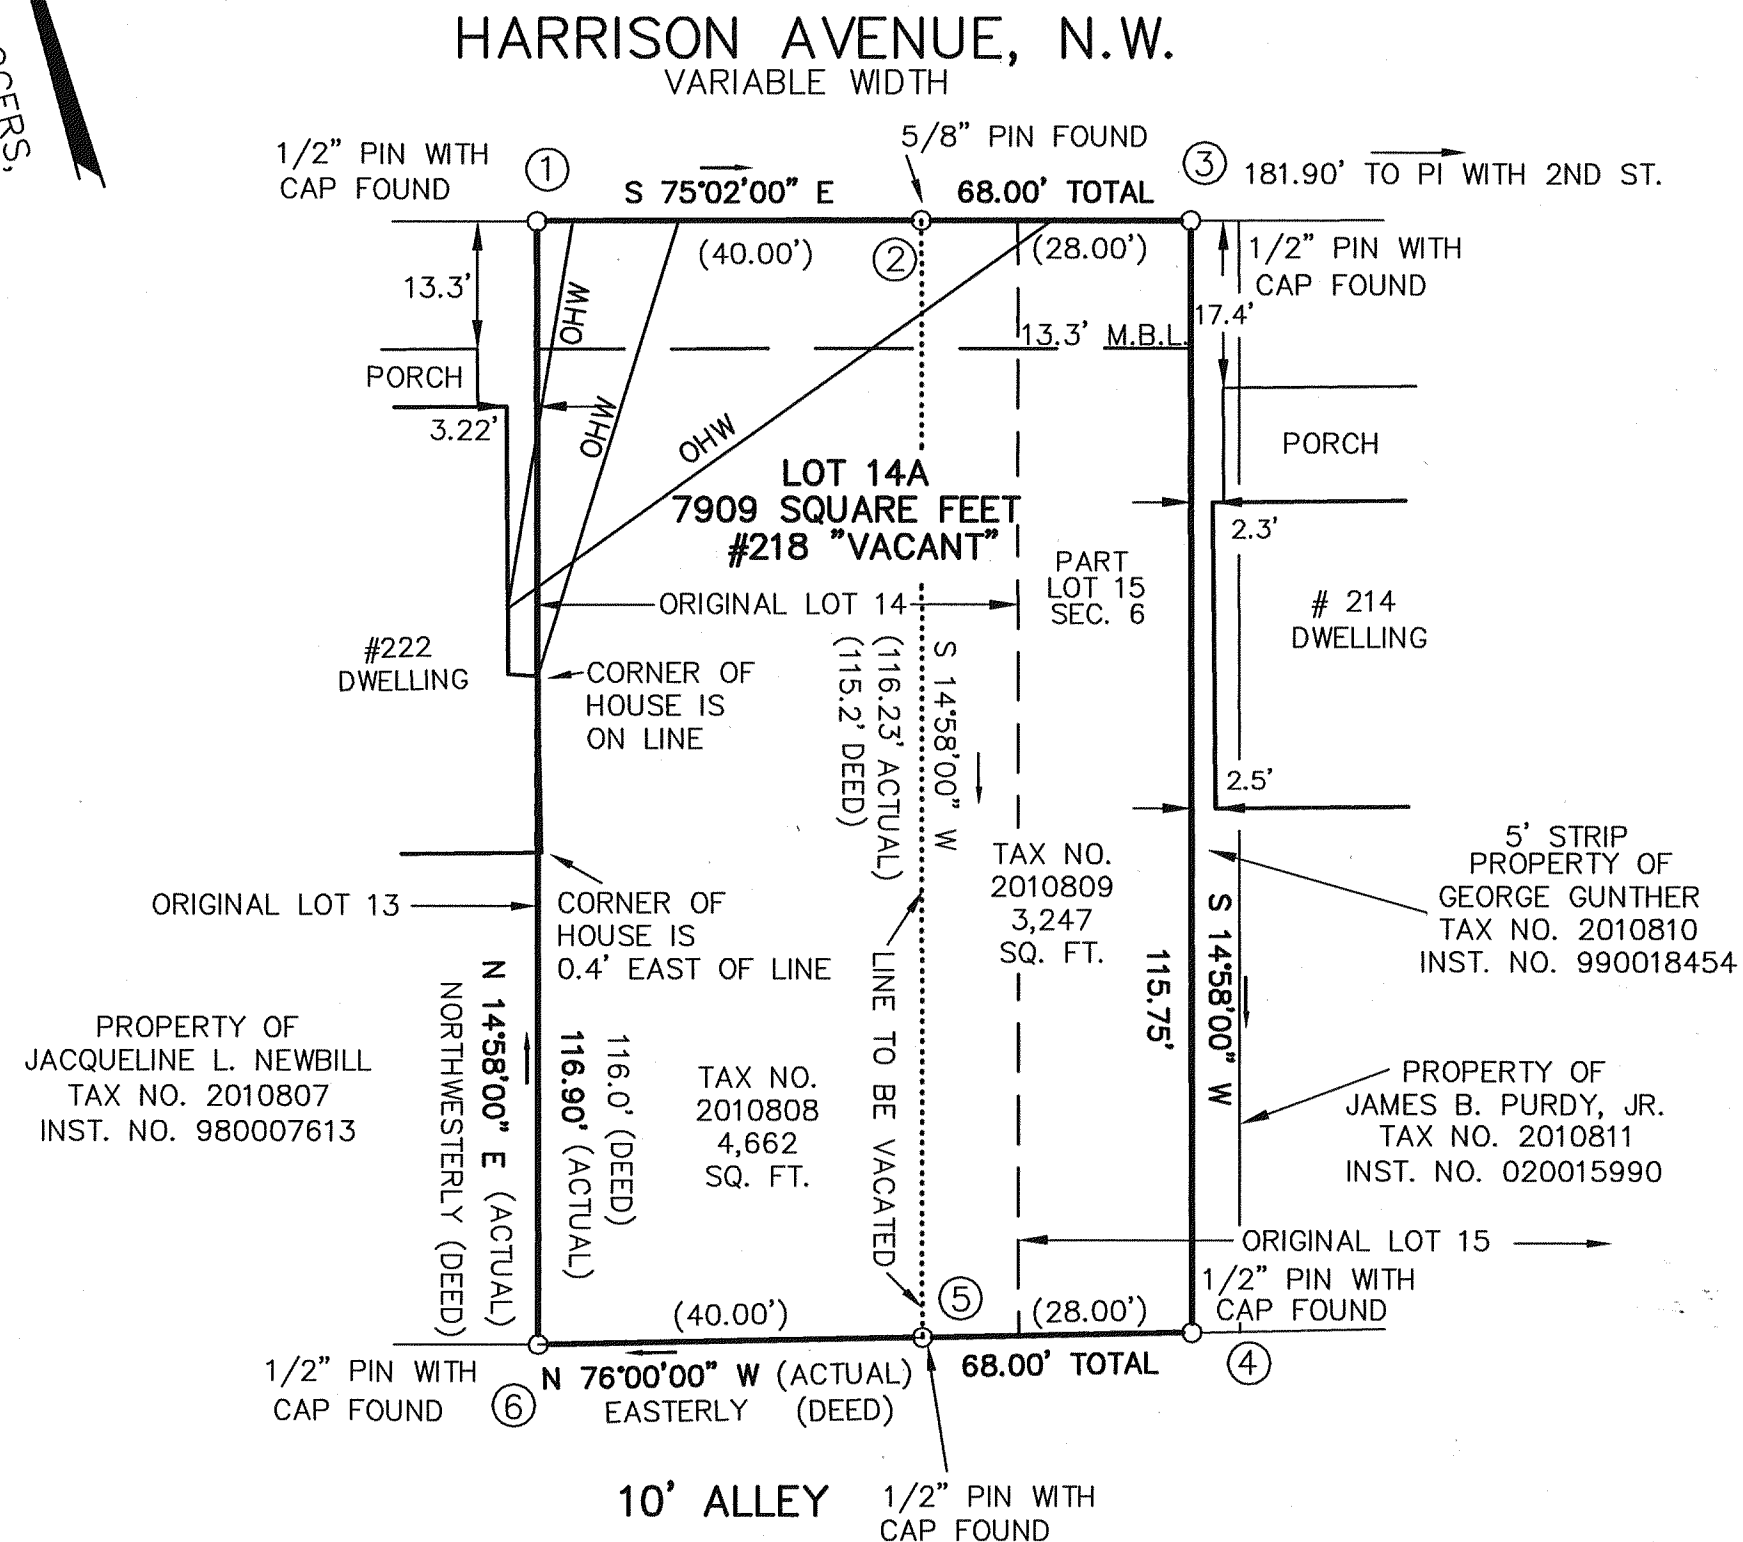 HARRISON AVENUE, N.W.
VARIABLE WIDTH
5/8" PIN FOUND
1/2" PIN WITH
CAP FOUND
1
S 75°02'00" E
68.00' TOTAL
3
181.90' TO PI WITH 2ND ST.
(40.00')
2
(28.00')
1/2" PIN WITH
CAP FOUND
13.3'
OHW
17.4'
13.3' M.B.L.
PORCH
3.22'
OHW
OHW
PORCH
LOT 14A
7909 SQUARE FEET
#218 "VACANT"
2.3'
PART
LOT 15
SEC. 6
ORIGINAL LOT 14
# 214
DWELLING
#222
DWELLING
CORNER OF
HOUSE IS
ON LINE
S 14°58'00" W
(116.23' ACTUAL)
(115.2' DEED)
2.5'
5' STRIP
PROPERTY OF
GEORGE GUNTHER
TAX NO. 2010810
INST. NO. 990018454
TAX NO.
2010809
3,247
SQ. FT.
ORIGINAL LOT 13
CORNER OF
HOUSE IS
0.4' EAST OF LINE
LINE TO BE VACATED
S 14°58'00" W
115.75'
N 14°58'00" E (ACTUAL)
NORTHWESTERLY (DEED)
116.0' (DEED)
116.90' (ACTUAL)
PROPERTY OF
JACQUELINE L. NEWBILL
TAX NO. 2010807
INST. NO. 980007613
TAX NO.
2010808
4,662
SQ. FT.
PROPERTY OF
JAMES B. PURDY, JR.
TAX NO. 2010811
INST. NO. 020015990
ORIGINAL LOT 15
1/2" PIN WITH
CAP FOUND
(40.00')
5
(28.00')
4
1/2" PIN WITH
CAP FOUND
6
N 76°00'00" W (ACTUAL)
EASTERLY (DEED)
68.00' TOTAL
10' ALLEY
1/2" PIN WITH
CAP FOUND